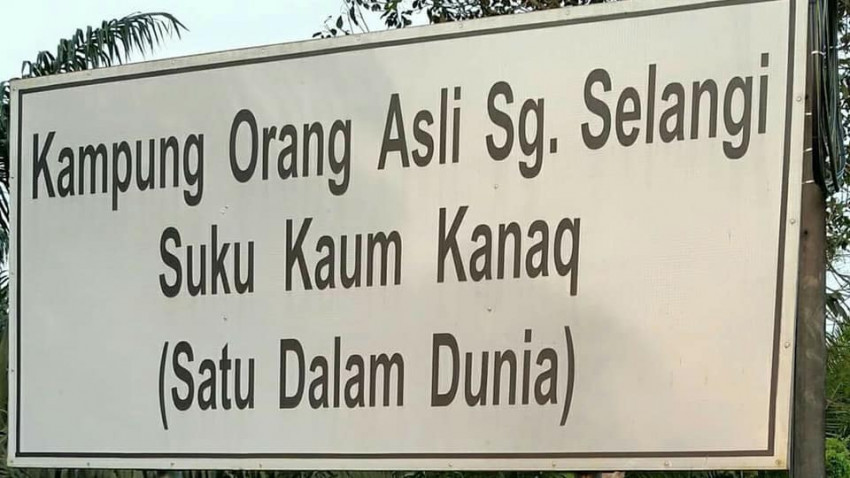 Kampung Orang Asli Sg. Selangi
Suku Kaum Kanaq
(Satu Dalam Dunia)